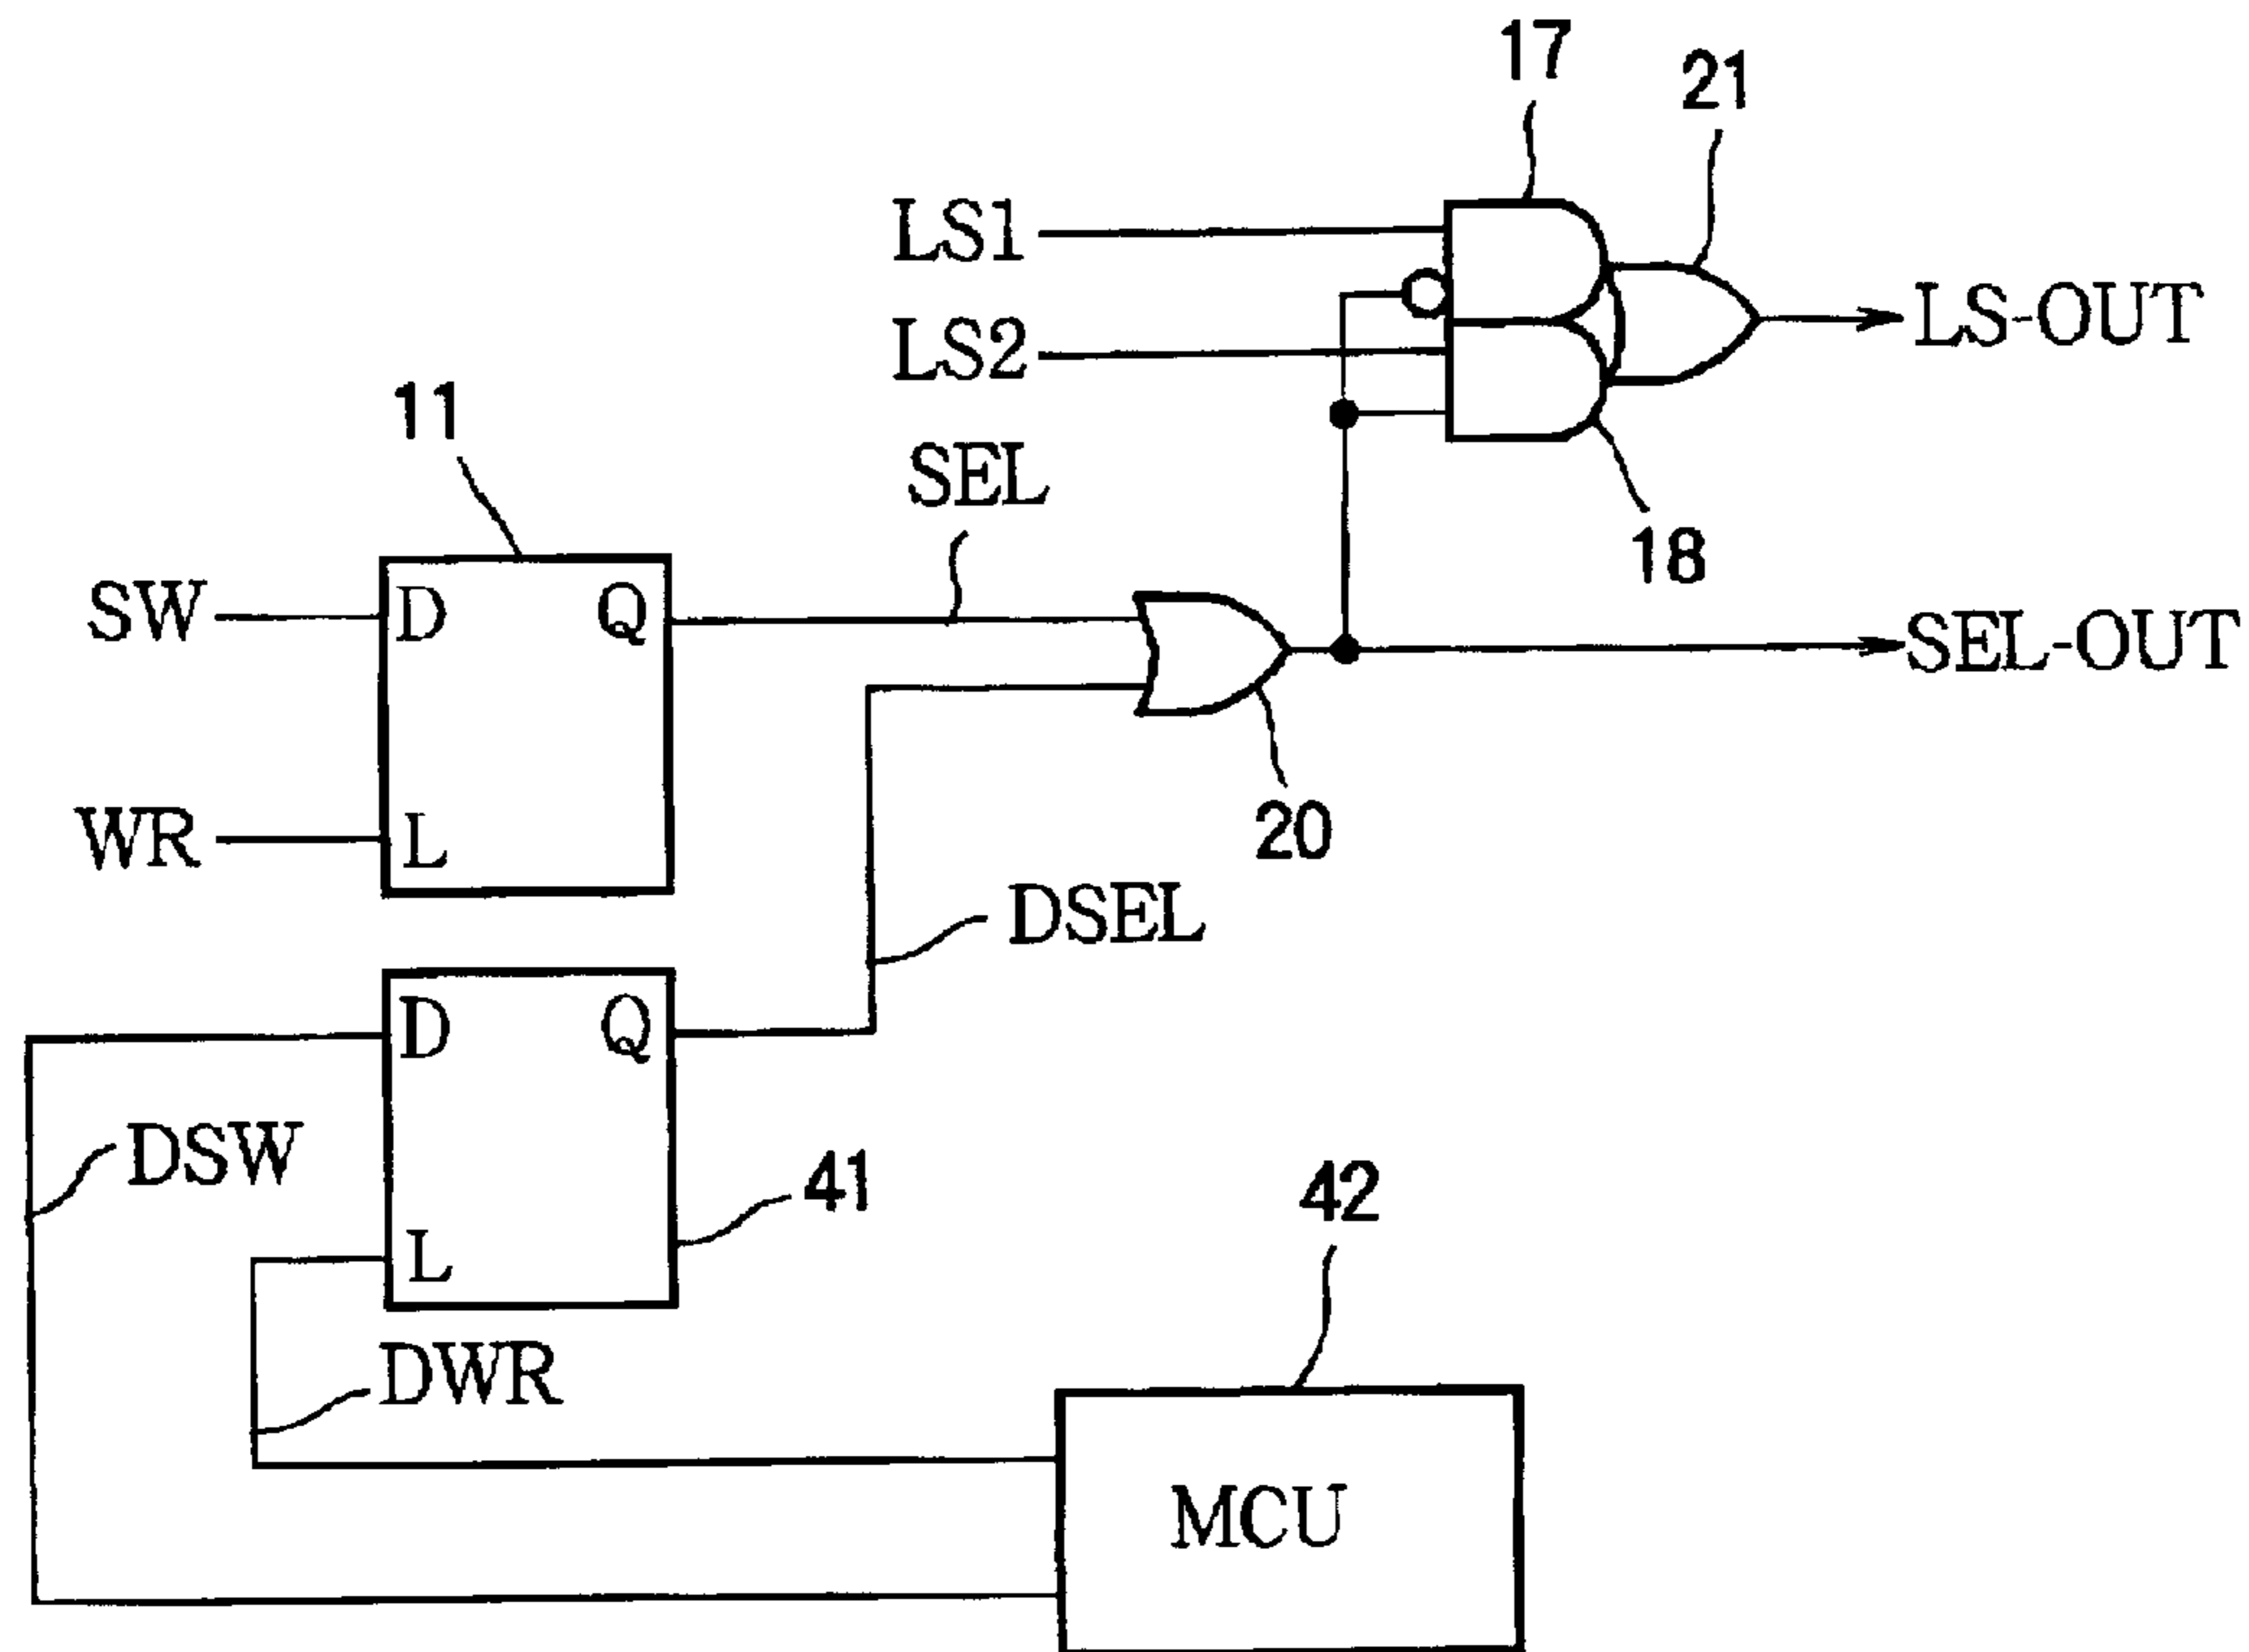 17
21
LS1
LS-OUT
LS2
11
SEL
18
SW
D
Q
SEL-OUT
WR
L
20
DSEL
D
Q
DSW
41
42
L
DWR
MCU